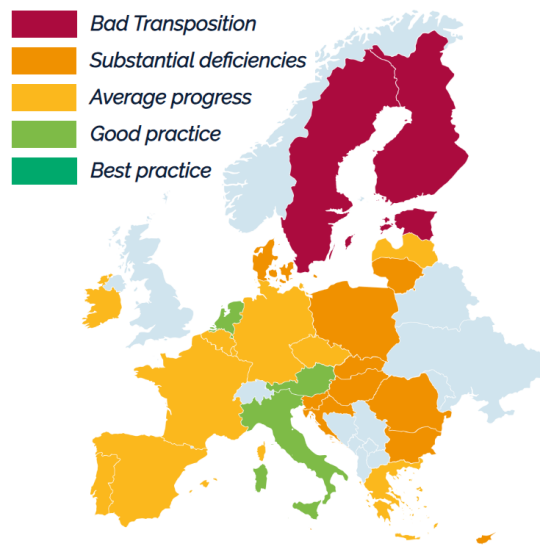 Bad Transposition
Substantial deficiencies
Average progress
Good practice
Best practice